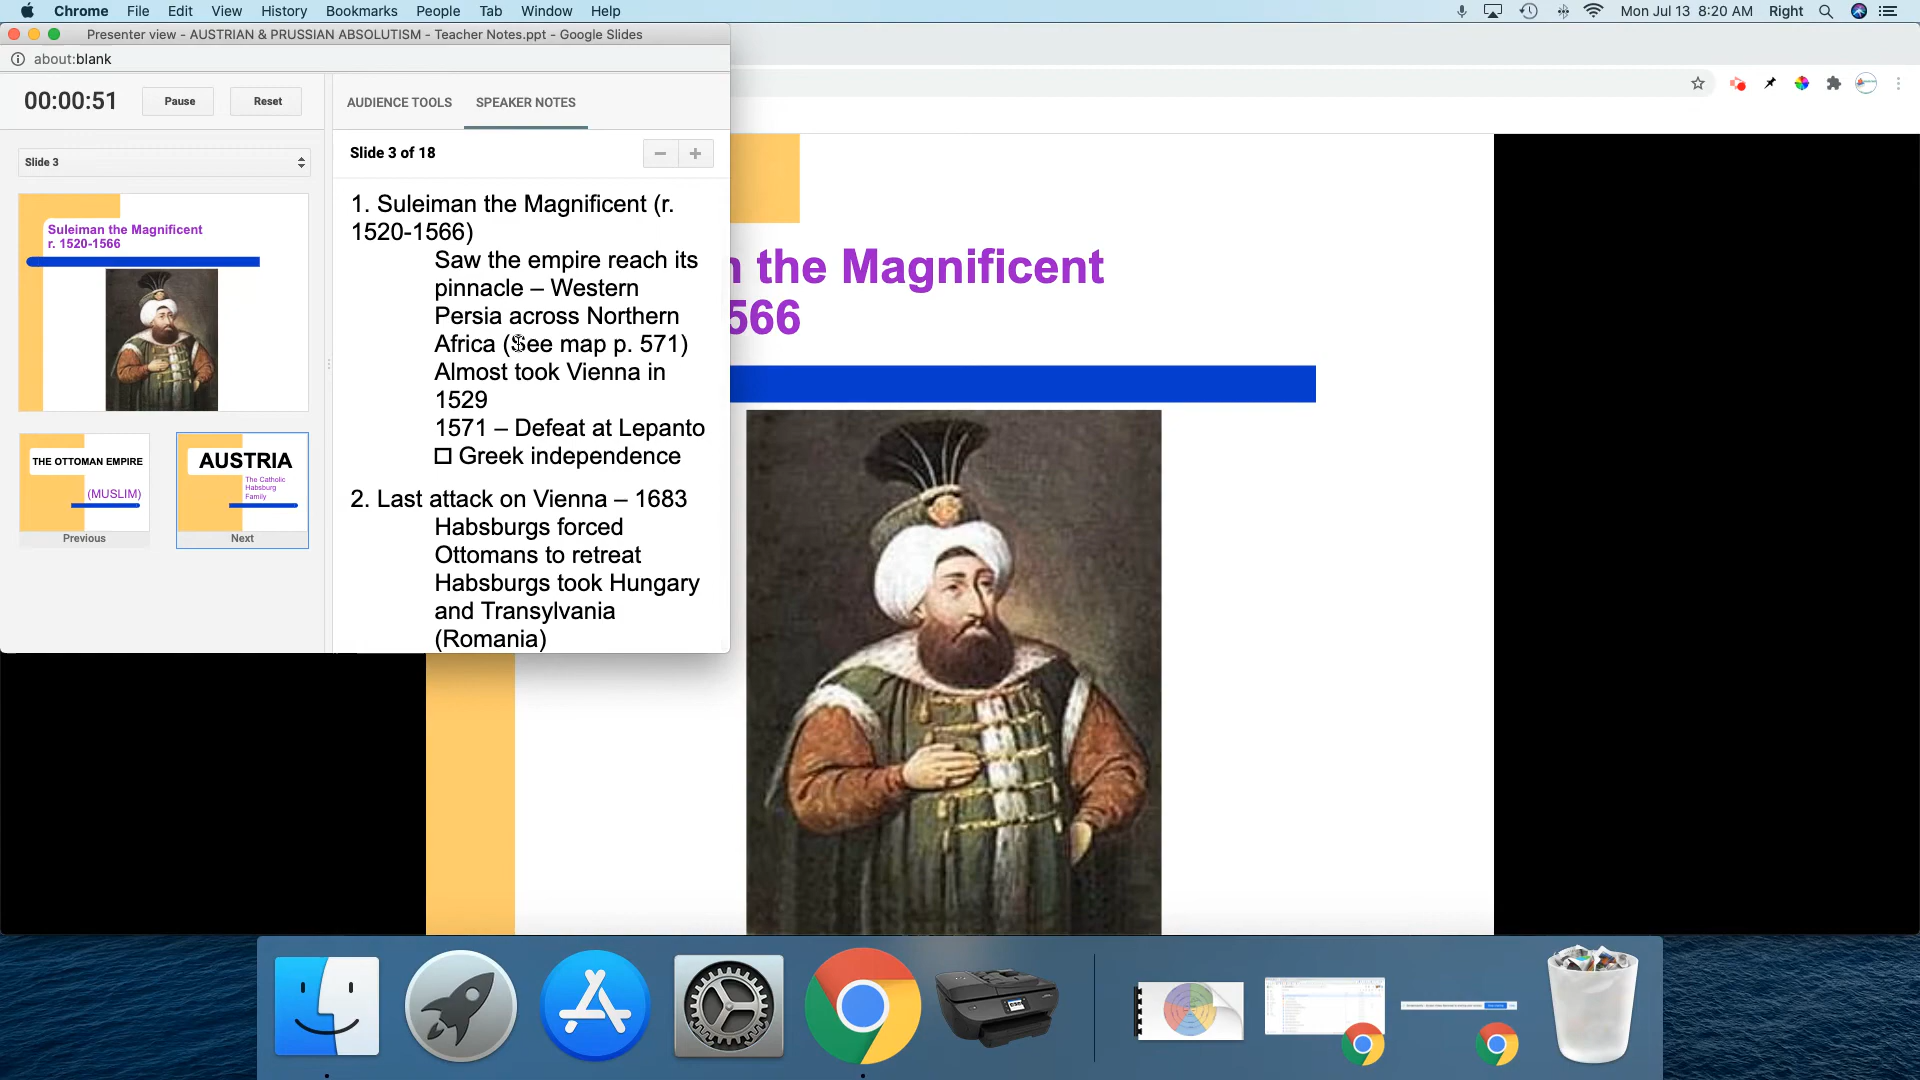 Chrome File Edit View History Bookmarks People Tab Window Help
Mon Jul 13 8:20 AM Right
Presenter view - AUSTRIAN & PRUSSIAN ABSOLUTISM - Teacher Notes.ppt - Google Slides
about:blank
00:00:51
Pause
Reset
Slide 3
Suleiman the Magnificent
r. 1520-1566
THE OTTOMAN EMPIRE
(MUSLIM)
Previous
AUSTRIA
The Catholic
Habsburg
Family
Next
AUDIENCE TOOLS
SPEAKER NOTES
Slide 3 of 18
1. Suleiman the Magnificent (r.
1520-1566)
Saw the empire reach its
pinnacle – Western
Persia across Northern
Africa (See map p. 571)
Almost took Vienna in
1529
1571 – Defeat at Lepanto
☐ Greek independence
2. Last attack on Vienna – 1683
Habsburgs forced
Ottomans to retreat
Habsburgs took Hungary
and Transylvania
(Romania)
the Magnificent
566